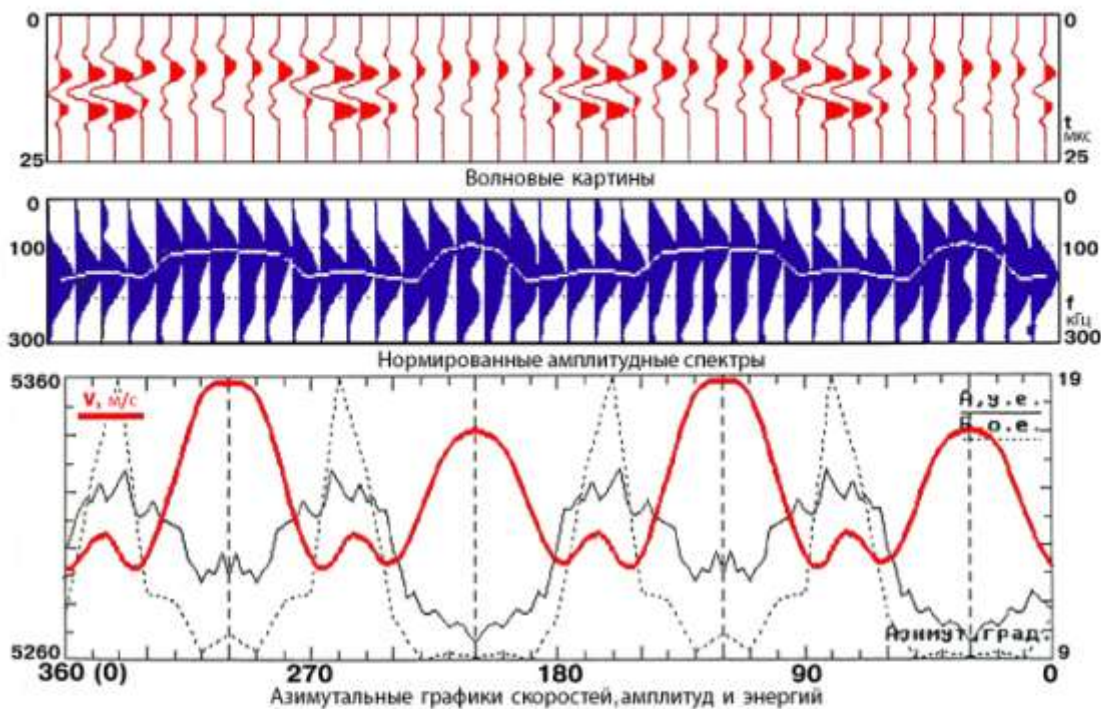 0 0
t
мкс
25 25
Волновые картины
0 0
100 100
f
кГц
300 300
Нормированные амплитудные спектры
5360 19
V, м/с А,у.е.
Е,о.е.
Азимут,град.
5260 9
360 (0) 270 180 90 0
Азимутальные графики скоростей, амплитуд и энергий